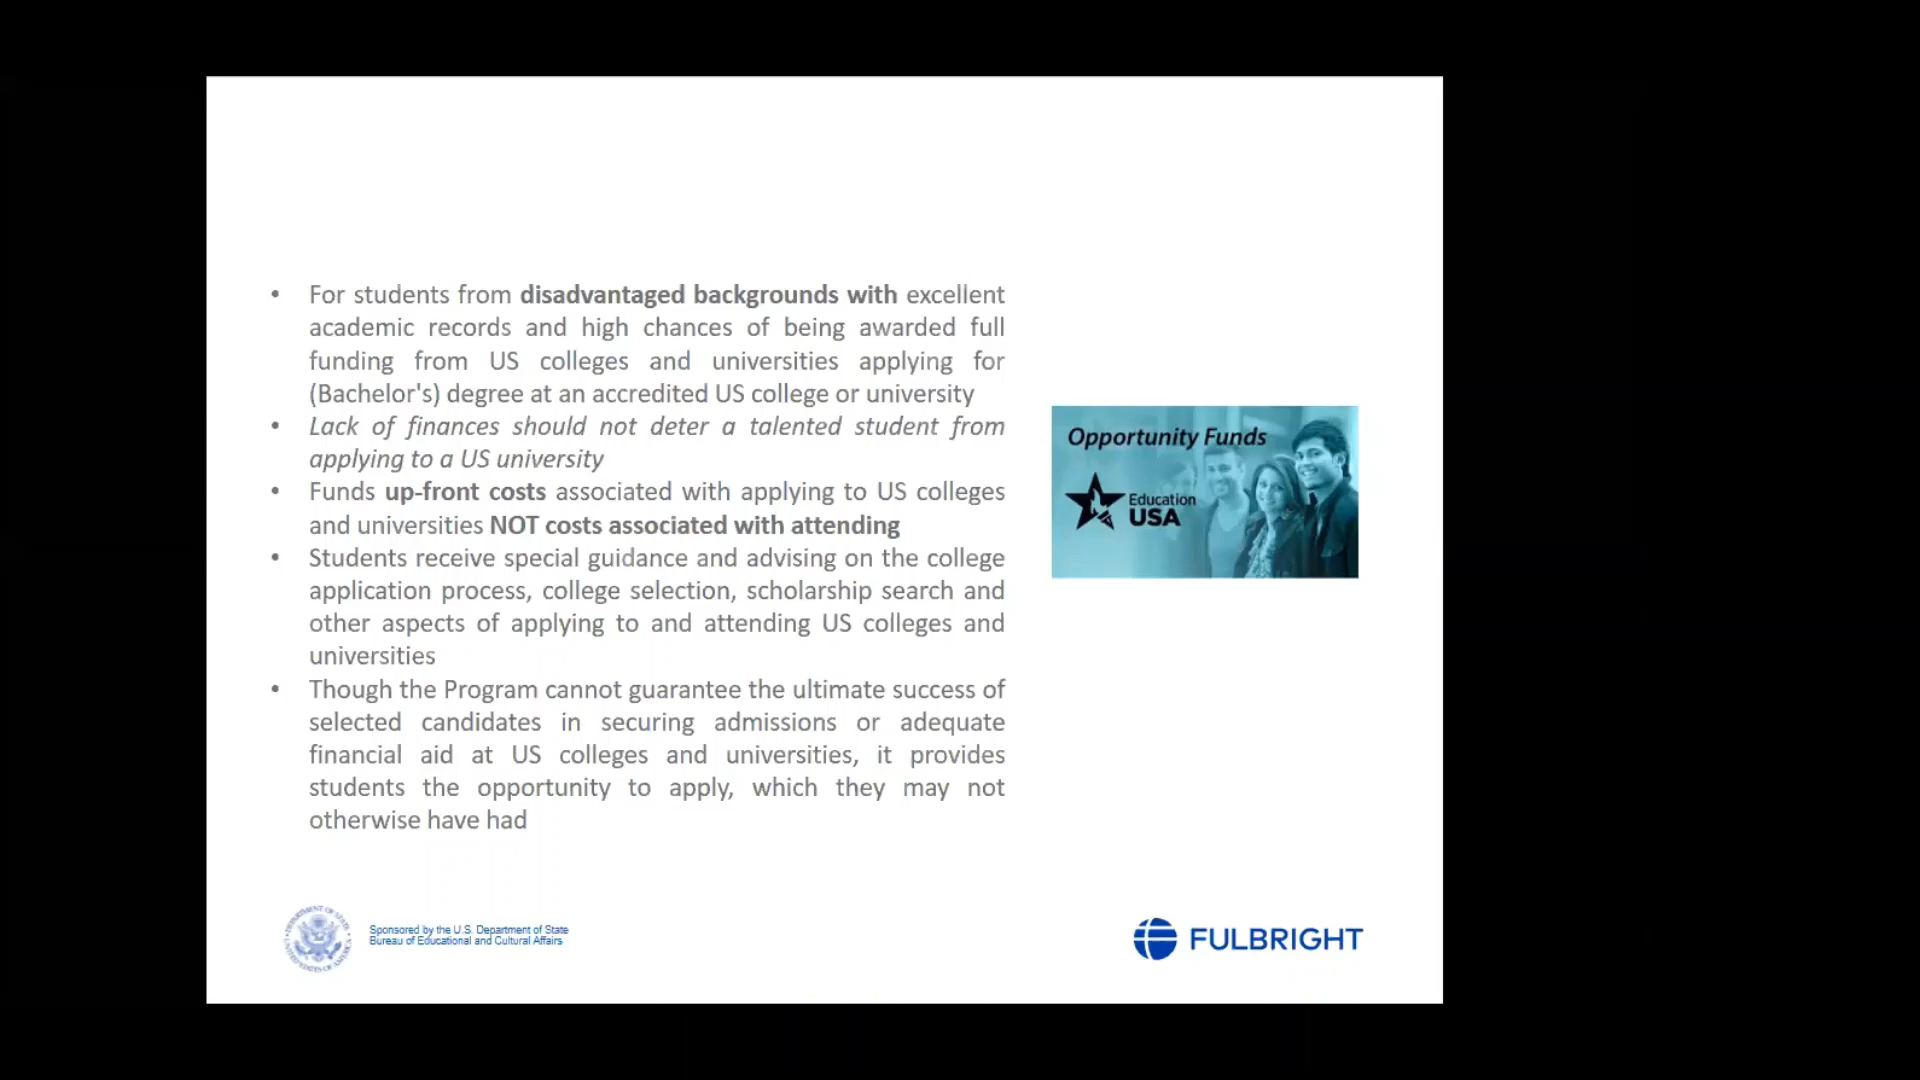 • For students from disadvantaged backgrounds with excellent
academic records and high chances of being awarded full
funding from US colleges and universities applying for
(Bachelor's) degree at an accredited US college or university
• Lack of finances should not deter a talented student from
applying to a US university
• Funds up-front costs associated with applying to US colleges
and universities NOT costs associated with attending
• Students receive special guidance and advising on the college
application process, college selection, scholarship search and
other aspects of applying to and attending US colleges and
universities
• Though the Program cannot guarantee the ultimate success of
selected candidates in securing admissions or adequate
financial aid at US colleges and universities, it provides
students the opportunity to apply, which they may not
otherwise have had
Opportunity Funds
Education
USA
DEPARTMENT OF STATE
UNITED STATES OF AMERICA
Sponsored by the U.S. Department of State
Bureau of Educational and Cultural Affairs
FULBRIGHT